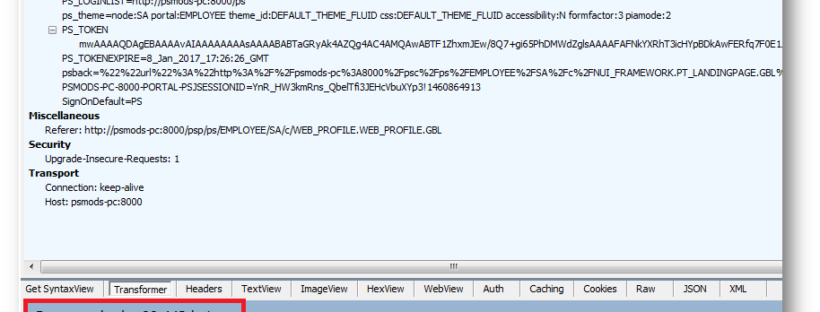 PS_LOGINLIST=http://psmods-pc:8000/ps
ps_theme=node:SA portal:EMPLOYEE theme_id:DEFAULT_THEME_FLUID css:DEFAULT_THEME_FLUID accessibility:N formfactor:3 piamode:2
PS_TOKEN
PS_TOKENEXPIRE=8_Jan_2017_17:26:26_GMT
psback=%22%22url%22%3A%22http%3A%2F%2Fpsmods-pc%3A8000%2Fpsc%2Fps%2FEMPLOYEE%2FSA%2Fc%2FNUI_FRAMEWORK.PT_LANDINGPAGE.GBL%
PSMODS-PC-8000-PORTAL-PSJSESSIONID=YnR_HW3kmRns_QbelTfi3JEHcVbuXYp3!1460864913
SignOnDefault=PS
Miscellaneous
Referer: http://psmods-pc:8000/psp/ps/EMPLOYEE/SA/c/WEB_PROFILE.WEB_PROFILE.GBL
Security
Upgrade-Insecure-Requests: 1
Transport
Connection: keep-alive
Host: psmods-pc:8000
Get SyntaxView Transformer Headers TextView ImageView HexView WebView Auth Caching Cookies Raw JSON XML